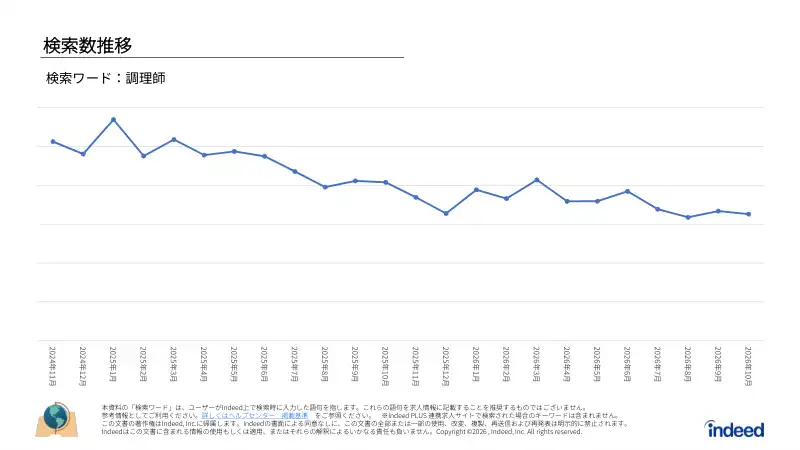 検索数推移
検索ワード：調理師
2024年11月
2024年12月
2025年1月
2025年2月
2025年3月
2025年4月
2025年5月
2025年6月
2025年7月
2025年8月
2025年9月
2025年10月
2025年11月
2025年12月
2026年1月
2026年2月
2026年3月
2026年4月
2026年5月
2026年6月
2026年7月
2026年8月
2026年9月
2026年10月
本資料の「検索ワード」は、ユーザーがIndeed上で検索時に入力した語句を指します。これらの語句を求人情報に記載することを推奨するものではございません。
参考情報としてご利用ください。詳しくはヘルプセンター　掲載基準　をご参照ください。　※Indeed PLUS 連携求人サイトで検索された場合のキーワードは含まれません。
この文書の著作権はIndeed, Inc.に帰属します。Indeedの書面による同意なしに、この文書の全部または一部の使用、改変、複製、再送信および再発表は明示的に禁止されます。
Indeedはこの文書に含まれる情報の使用もしくは適用、またはそれらの解釈によるいかなる責任も負いません。Copyright ©2026 , Indeed, Inc. All rights reserved.
indeed